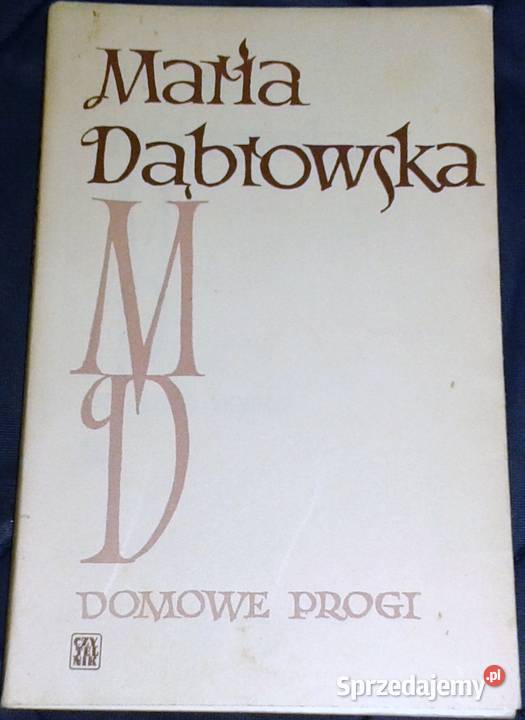 Maria
Dąbrowska
M
D
DOMOWE PROGI
CZY
TEL
NIK
Sprzedajemy.pl